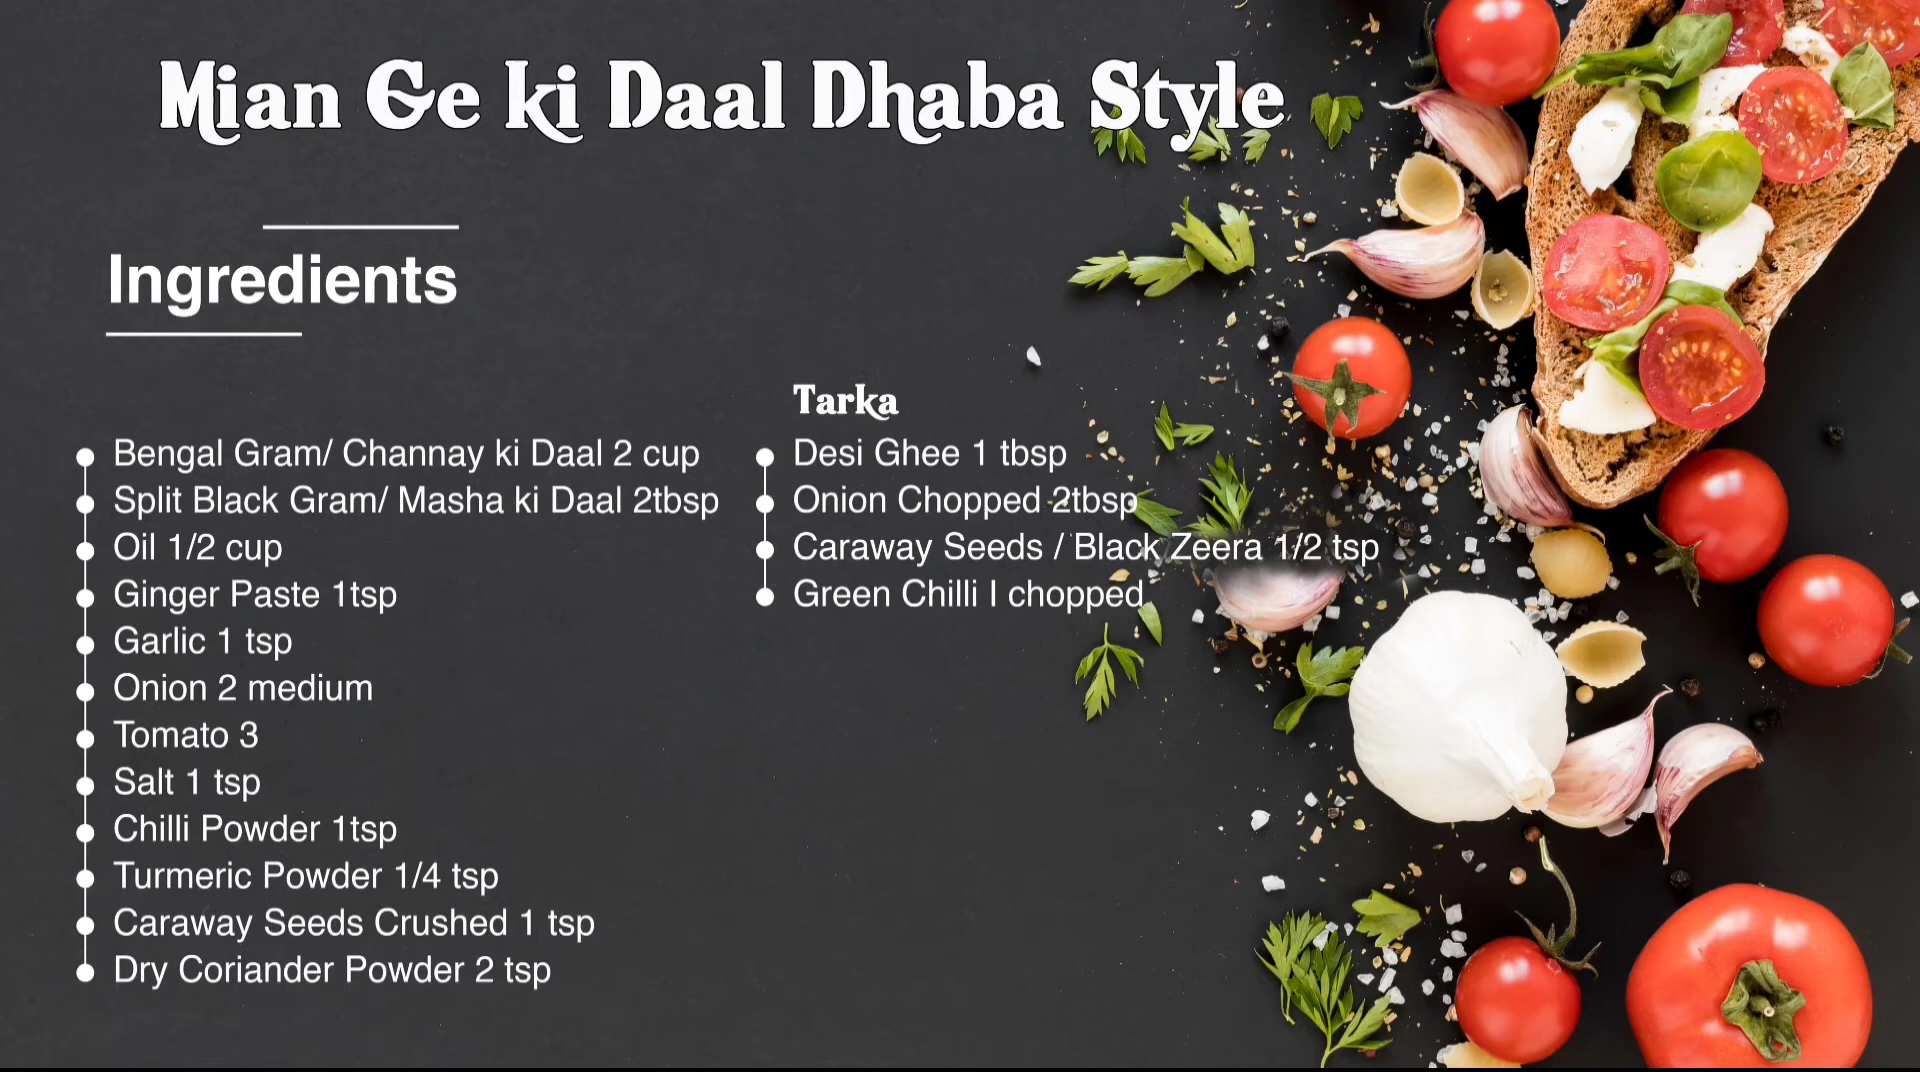 Mian Ge ki Daal Dhaba Style
Ingredients
Bengal Gram/ Channay ki Daal 2 cup
Split Black Gram/ Masha ki Daal 2tbsp
Oil 1/2 cup
Ginger Paste 1tsp
Garlic 1 tsp
Onion 2 medium
Tomato 3
Salt 1 tsp
Chilli Powder 1tsp
Turmeric Powder 1/4 tsp
Caraway Seeds Crushed 1 tsp
Dry Coriander Powder 2 tsp
Tarka
Desi Ghee 1 tbsp
Onion Chopped 2tbsp
Caraway Seeds / Black Zeera 1/2 tsp
Green Chilli I chopped